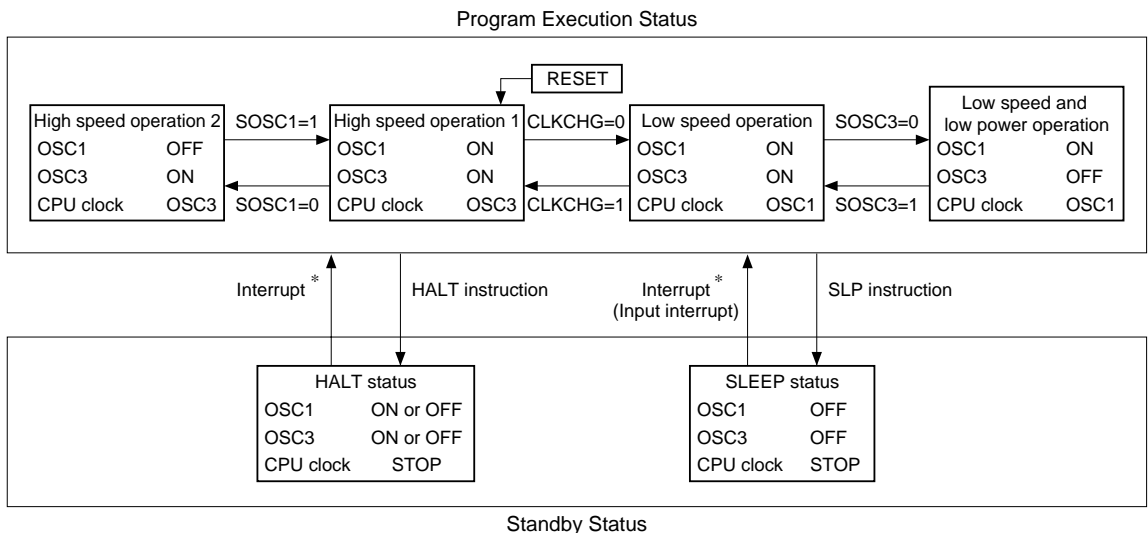 Program Execution Status
RESET
High speed operation 2
OSC1 OFF
OSC3 ON
CPU clock OSC3
SOSC1=1
SOSC1=0
High speed operation 1
OSC1 ON
OSC3 ON
CPU clock OSC3
CLKCHG=0
CLKCHG=1
Low speed operation
OSC1 ON
OSC3 ON
CPU clock OSC1
SOSC3=0
SOSC3=1
Low speed and
low power operation
OSC1 ON
OSC3 OFF
CPU clock OSC1
Interrupt *
HALT instruction
Interrupt *
(Input interrupt)
SLP instruction
HALT status
OSC1 ON or OFF
OSC3 ON or OFF
CPU clock STOP
SLEEP status
OSC1 OFF
OSC3 OFF
CPU clock STOP
Standby Status